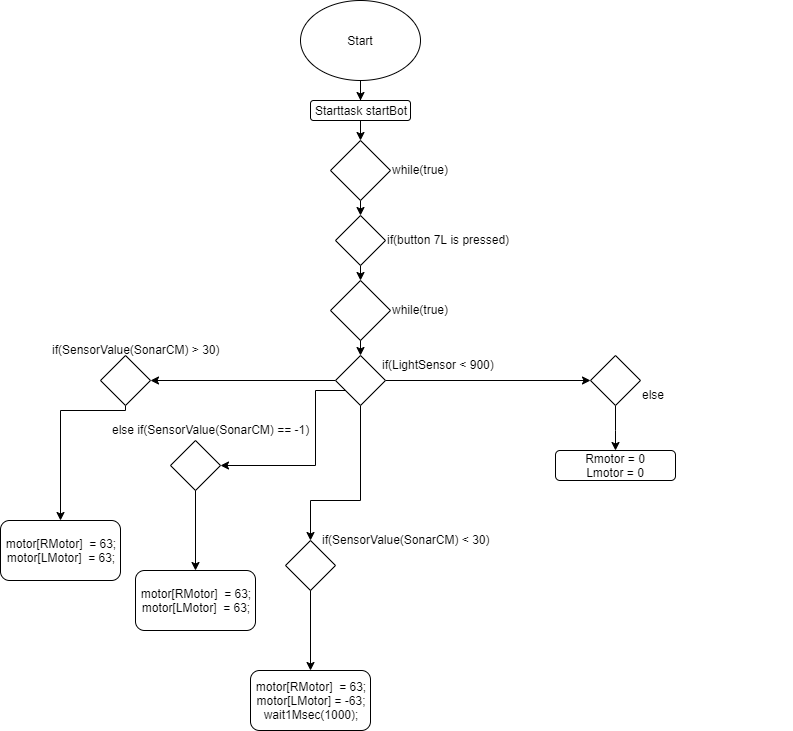 Start
Starttask startBot
while(true)
if(button 7L is pressed)
while(true)
if(SensorValue(SonarCM) > 30)
if(LightSensor < 900)
else
else if(SensorValue(SonarCM) == -1)
Rmotor = 0
Lmotor = 0
motor[RMotor]  = 63;
motor[LMotor]  = 63;
if(SensorValue(SonarCM) < 30)
motor[RMotor]  = 63;
motor[LMotor]  = 63;
motor[RMotor]  = 63;
motor[LMotor] = -63;
wait1Msec(1000);